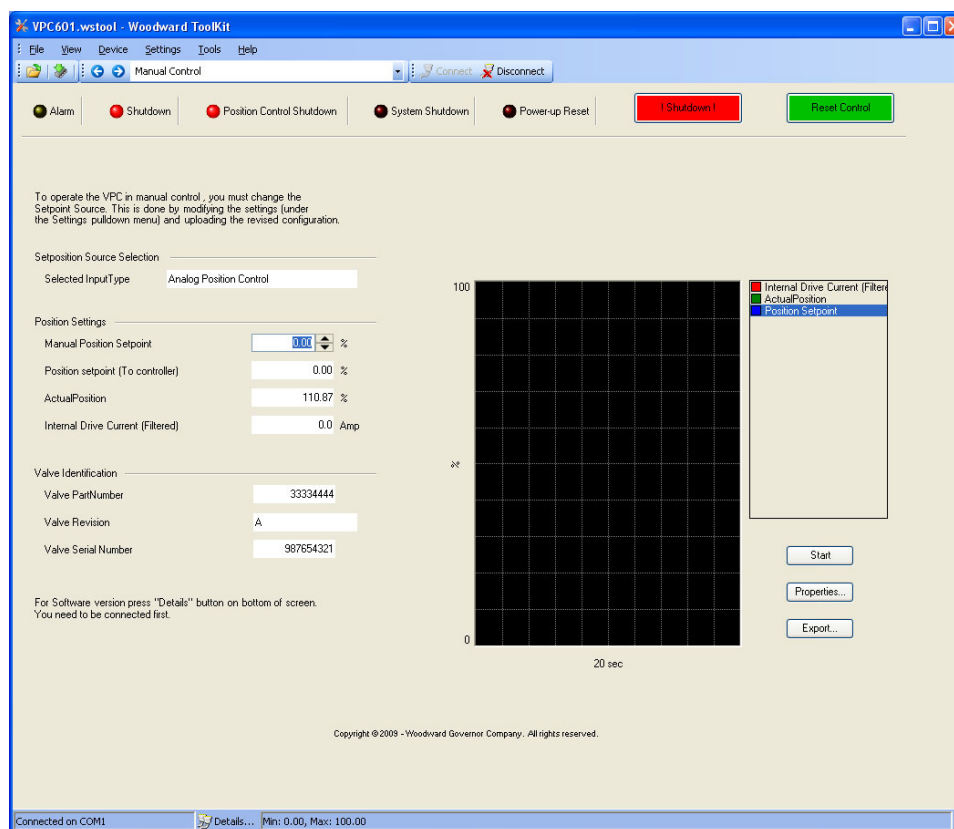 VPC601.wstool - Woodward ToolKit
File View Device Settings Tools Help
Manual Control Connect Disconnect
Alarm Shutdown Position Control Shutdown System Shutdown Power-up Reset ! Shutdown ! Reset Control
To operate the VPC in manual control , you must change the
Setpoint Source. This is done by modifying the settings (under
the Settings pulldown menu) and uploading the revised configuration.
Setposition Source Selection
Selected InputType Analog Position Control
Position Settings
Manual Position Setpoint 0.00 %
Position setpoint (To controller) 0.00 %
ActualPosition 110.87 %
Internal Drive Current (Filtered) 0.0 Amp
Valve Identification
Valve PartNumber 33334444
Valve Revision A
Valve Serial Number 987654321
For Software version press "Details" button on bottom of screen.
You need to be connected first.
100
%
0
20 sec
Internal Drive Current (Filtere
ActualPosition
Position Setpoint
Start
Properties...
Export...
Copyright © 2009 - Woodward Governor Company. All rights reserved.
Connected on COM1 Details... Min: 0.00, Max: 100.00